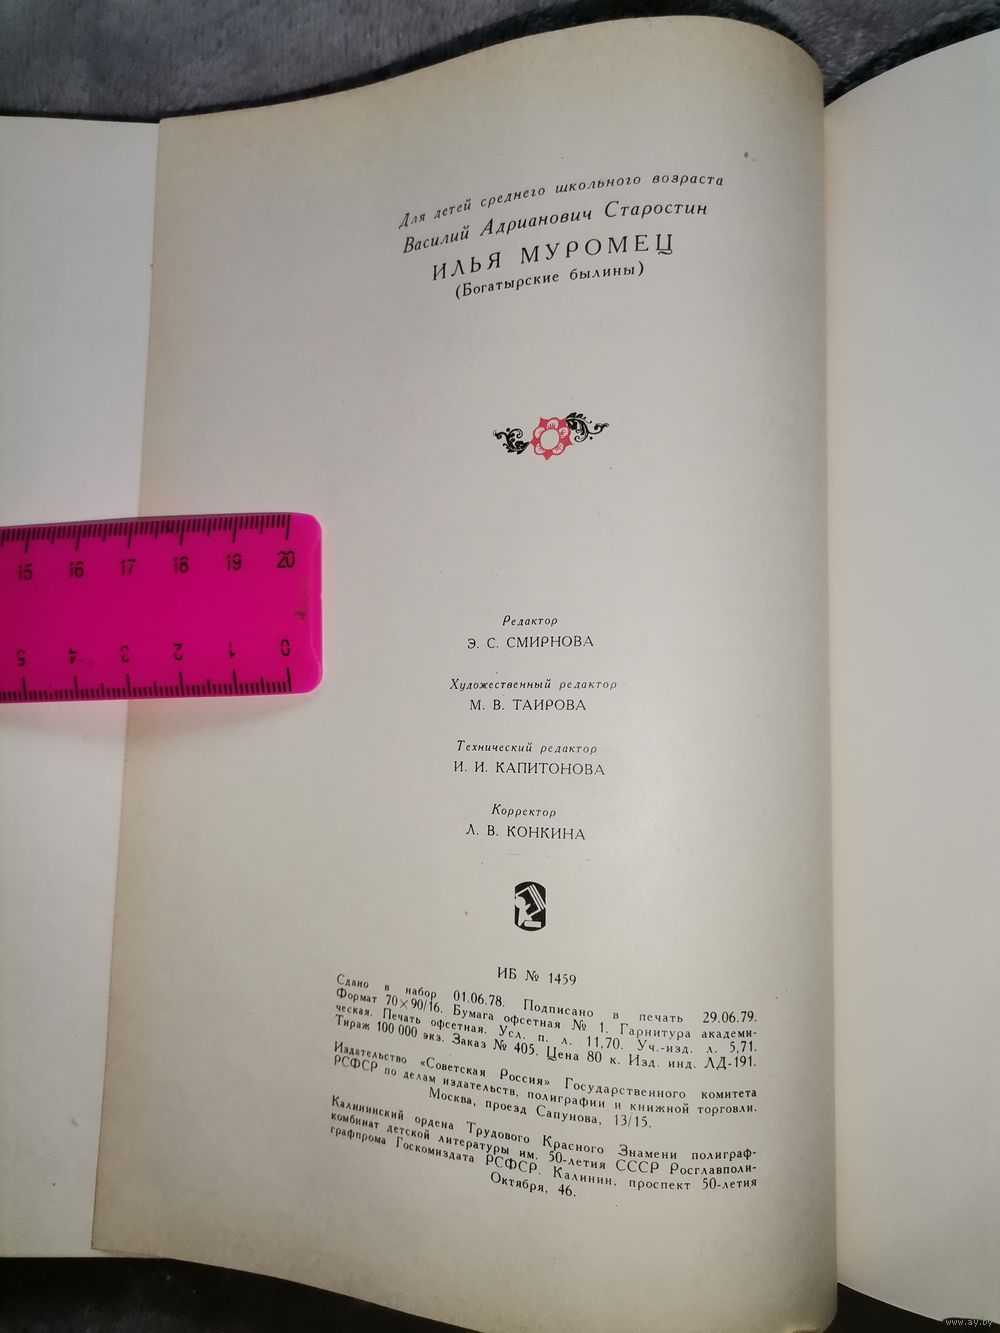 Для детей среднего школьного возраста
Василий Адрианович Старостин
ИЛЬЯ МУРОМЕЦ
(Богатырские былины)
15 16 17 18 19 20
5 4 3 2 1 0
Редактор
Э. С. СМИРНОВА
Художественный редактор
М. В. ТАИРОВА
Технический редактор
И. И. КАПИТОНОВА
Корректор
Л. В. КОНКИНА
ИБ № 1459
Сдано в набор 01.06.78. Подписано в печать 29.06.79.
Формат 70×90/16. Бумага офсетная № 1. Гарнитура академи-
ческая. Печать офсетная. Усл. п. л. 11,70. Уч.-изд. л. 5,71.
Тираж 100 000 экз. Заказ № 405. Цена 80 к. Изд. инд. ЛД-191.
Издательство «Советская Россия» Государственного комитета
РСФСР по делам издательств, полиграфии и книжной торговли.
Москва, проезд Сапунова, 13/15.
Калининский ордена Трудового Красного Знамени полиграф-
комбинат детской литературы им. 50-летия СССР Росглавполи-
графпрома Госкомиздата РСФСР. Калинин, проспект 50-летия
Октября, 46.
www.ay.by